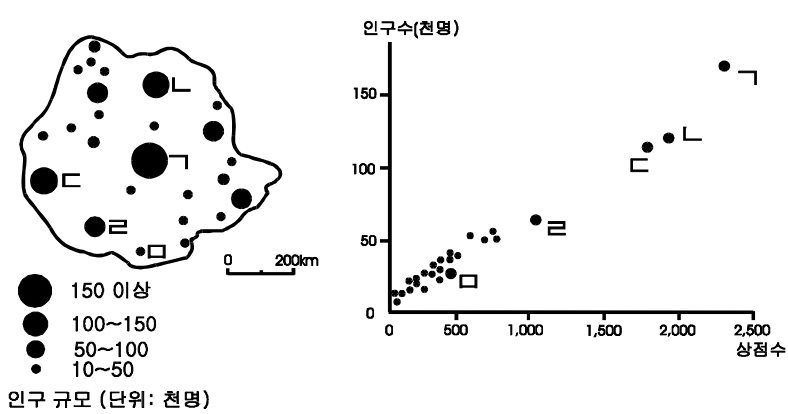 ㄴ
ㄱ
ㄷ
ㄹ
ㅁ
0 200km
150 이상
100~150
50~100
10~50
인구 규모 (단위: 천명)
인구수(천명)
150
100
50
0
ㄱ
ㄴ
ㄷ
ㄹ
ㅁ
0 500 1,000 1,500 2,000 2,500
상점수